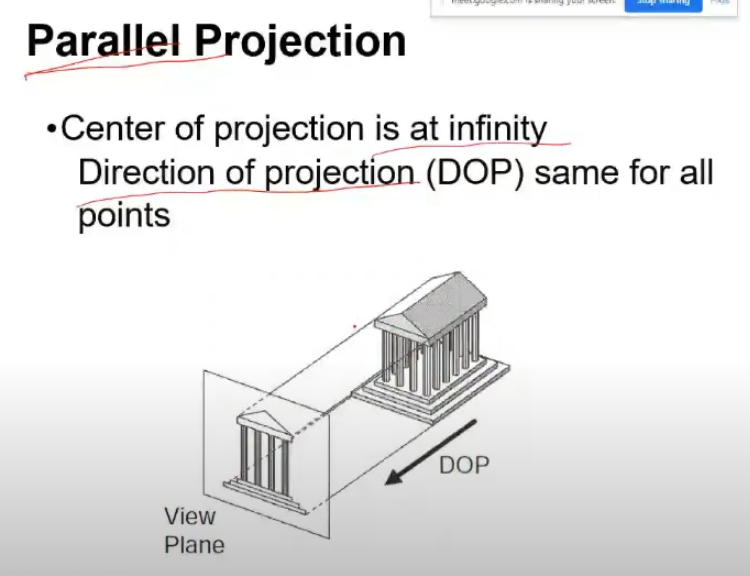 meet.google.com is sharing your screen.
Stop sharing
Hide
Parallel Projection
•Center of projection is at infinity
Direction of projection (DOP) same for all
points
DOP
View
Plane